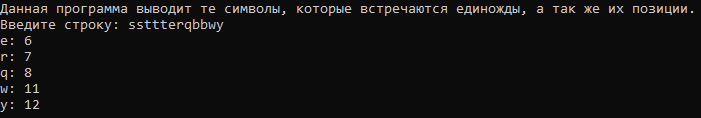 Данная программа выводит те символы, которые встречаются единожды, а так же их позиции.
Введите строку: ssttterqbbwy
e: 6
r: 7
q: 8
w: 11
y: 12